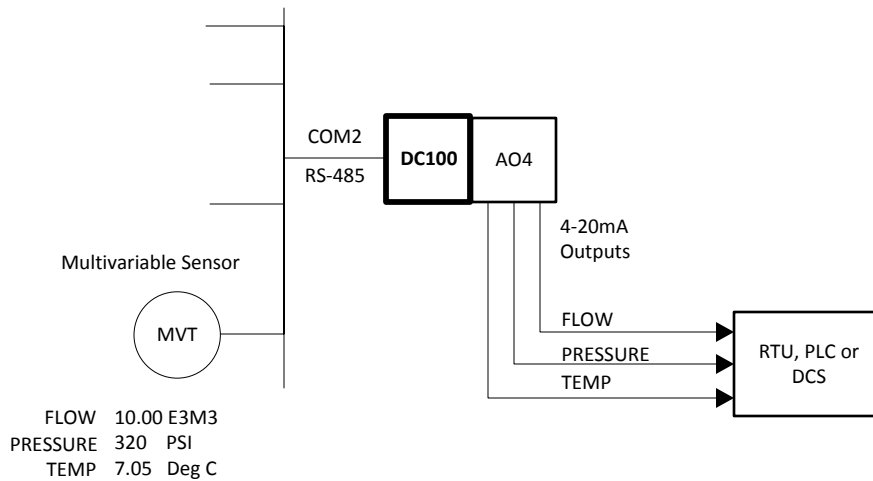 COM2
RS-485
DC100
AO4
4-20mA
Outputs
Multivariable Sensor
MVT
FLOW
PRESSURE
TEMP
RTU, PLC or
DCS
FLOW 10.00 E3M3
PRESSURE 320 PSI
TEMP 7.05 Deg C